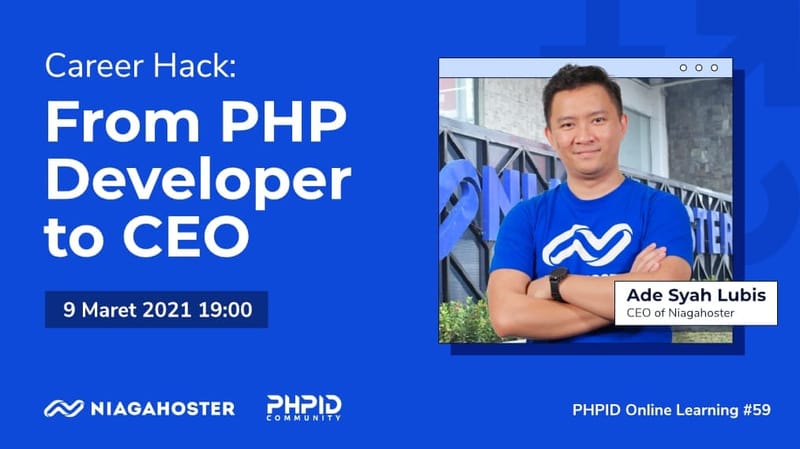 Career Hack:
From PHP
Developer
to CEO
9 Maret 2021 19:00
Ade Syah Lubis
CEO of Niagahoster
NIAGAHOSTER
PHPID
COMMUNITY
PHPID Online Learning #59